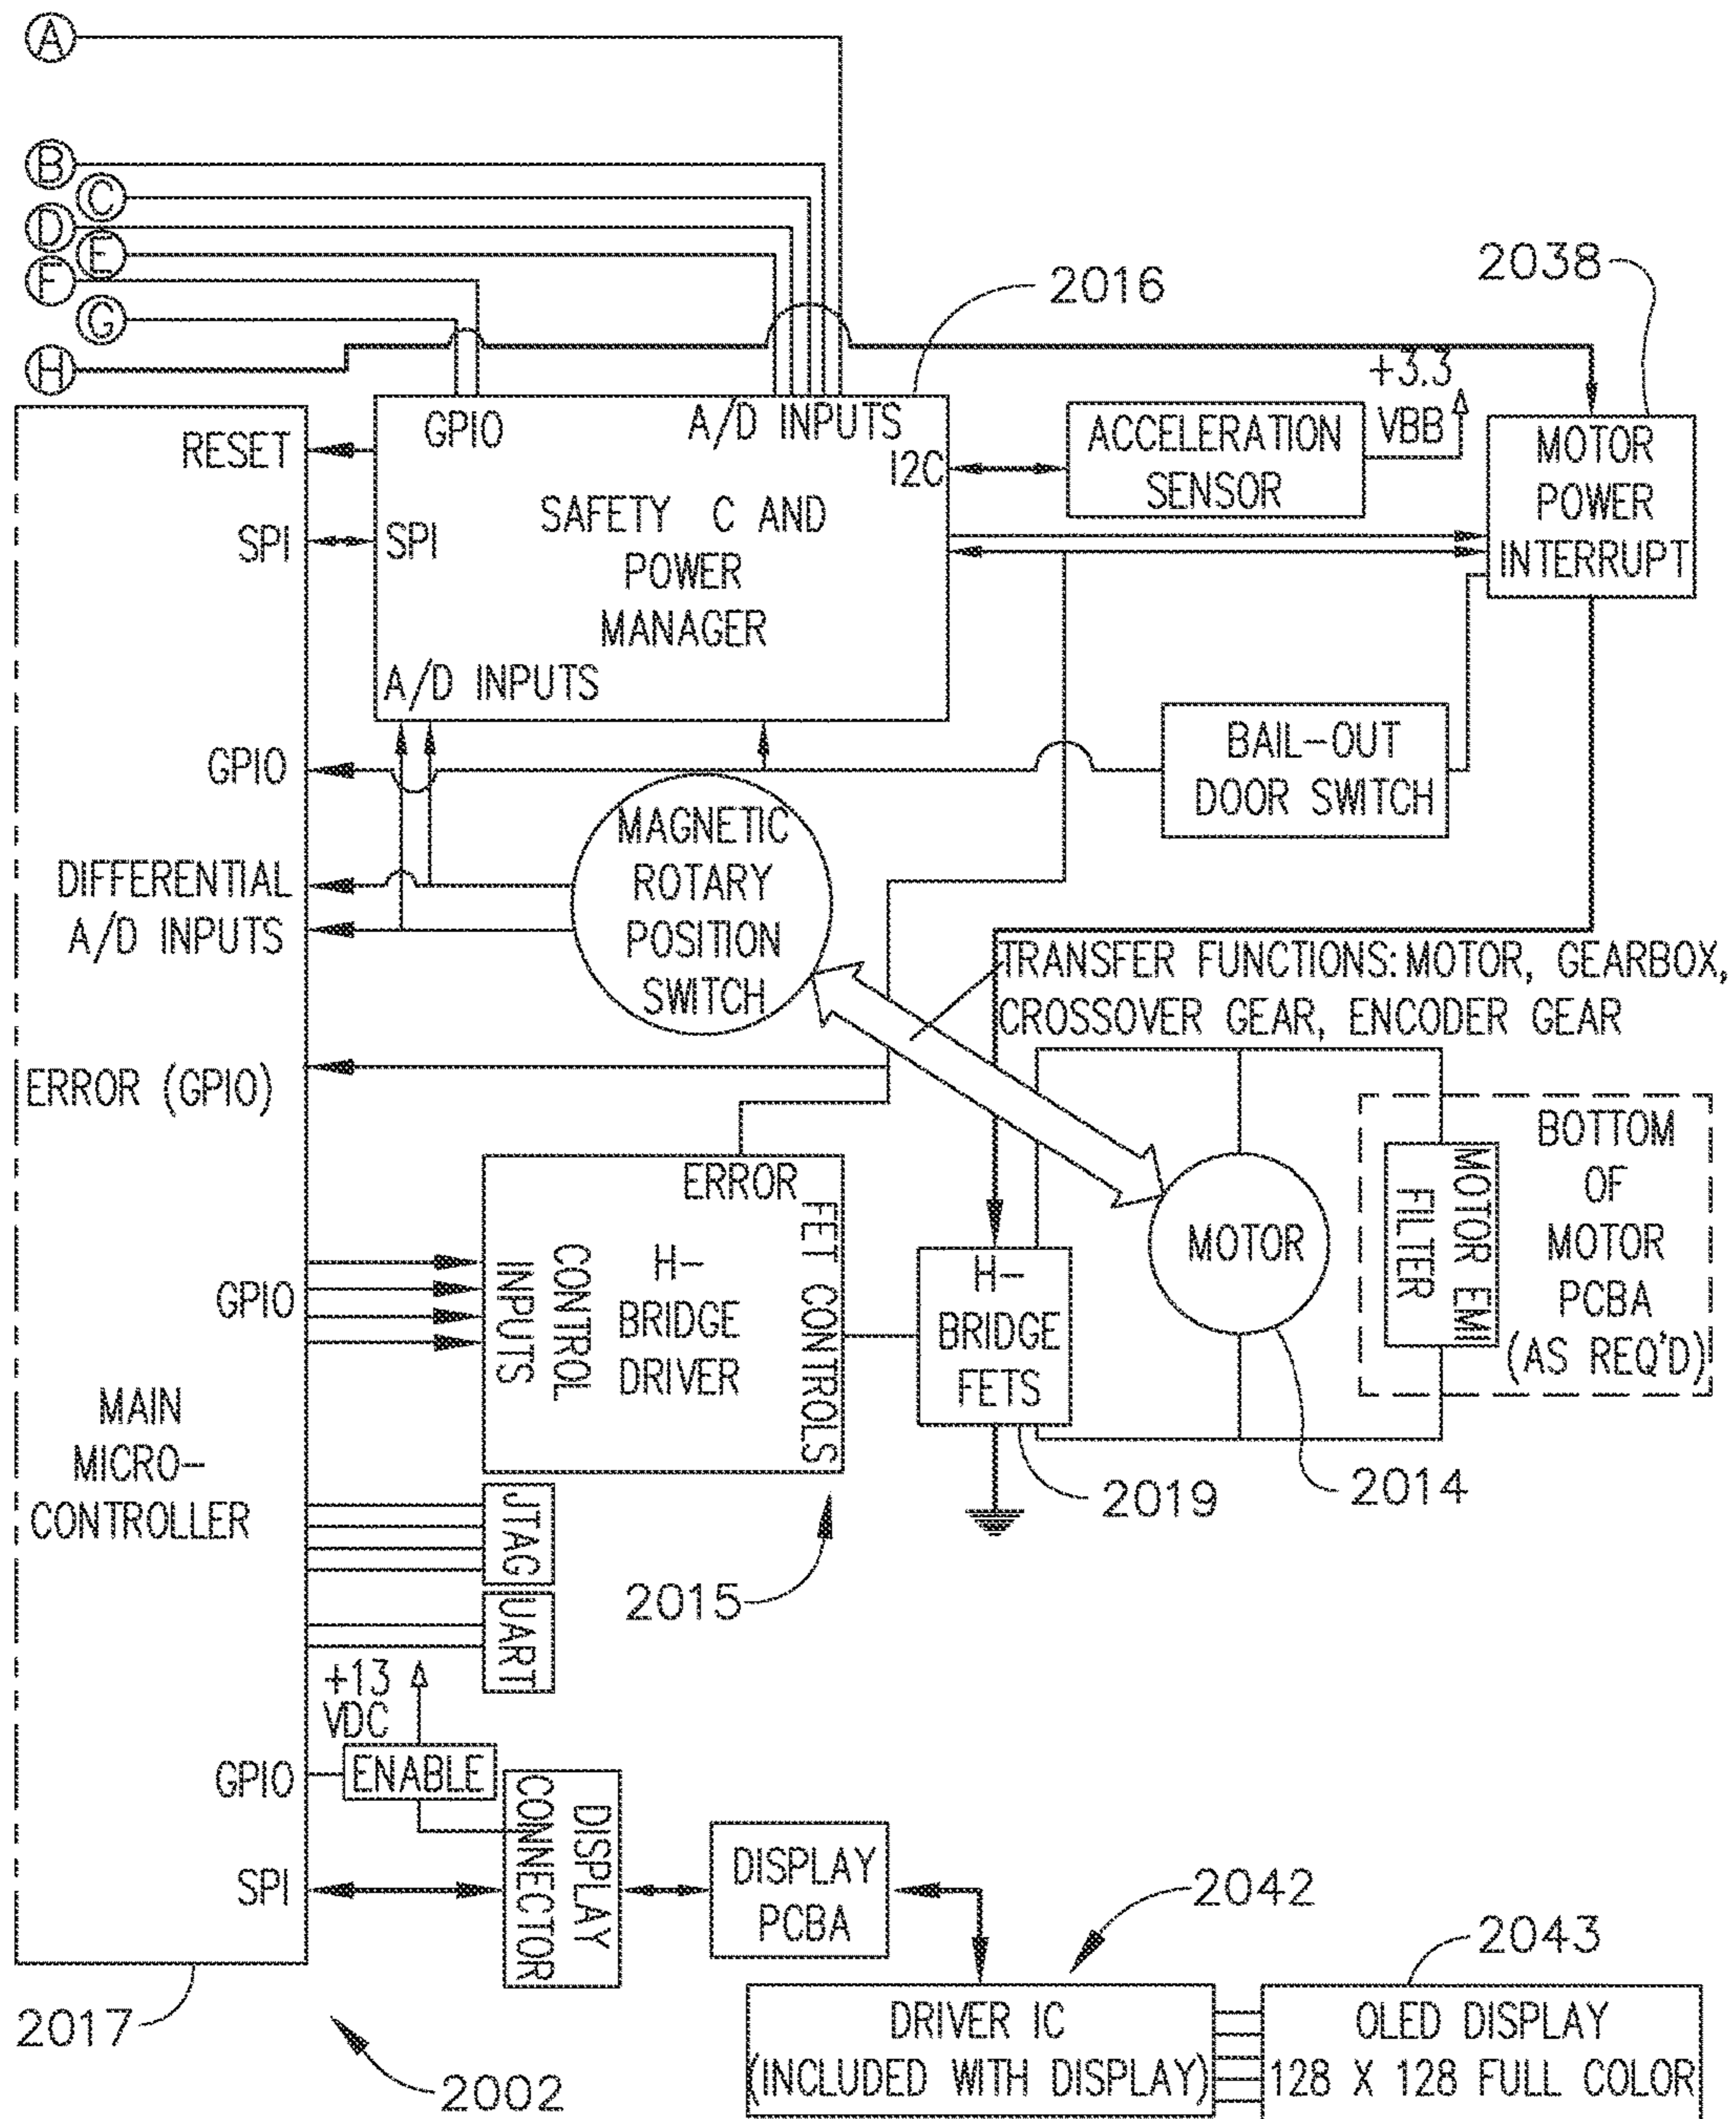 A
B
C
D
E
F
G
H
2016
2038
+3.3
VBB
RESET
SPI
GPIO
A/D INPUTS
I2C
SPI
SAFETY C AND
POWER
MANAGER
A/D INPUTS
ACCELERATION
SENSOR
MOTOR
POWER
INTERRUPT
GPIO
BAIL-OUT
DOOR SWITCH
DIFFERENTIAL
A/D INPUTS
MAGNETIC
ROTARY
POSITION
SWITCH
TRANSFER FUNCTIONS: MOTOR, GEARBOX,
CROSSOVER GEAR, ENCODER GEAR
ERROR (GPIO)
ERROR
CONTROL
INPUTS
H-
BRIDGE
DRIVER
FET CONTROLS
GPIO
H-
BRIDGE
FETS
MOTOR
MOTOR EMI
FILTER
BOTTOM
OF
MOTOR
PCBA
(AS REQ'D)
MAIN
MICRO-
CONTROLLER
2019
2014
JTAG
2015
UART
+13
VDC
GPIO
ENABLE
DISPLAY
CONNECTOR
SPI
DISPLAY
PCBA
2042
2043
2017
2002
DRIVER IC
(INCLUDED WITH DISPLAY)
OLED DISPLAY
128 X 128 FULL COLOR